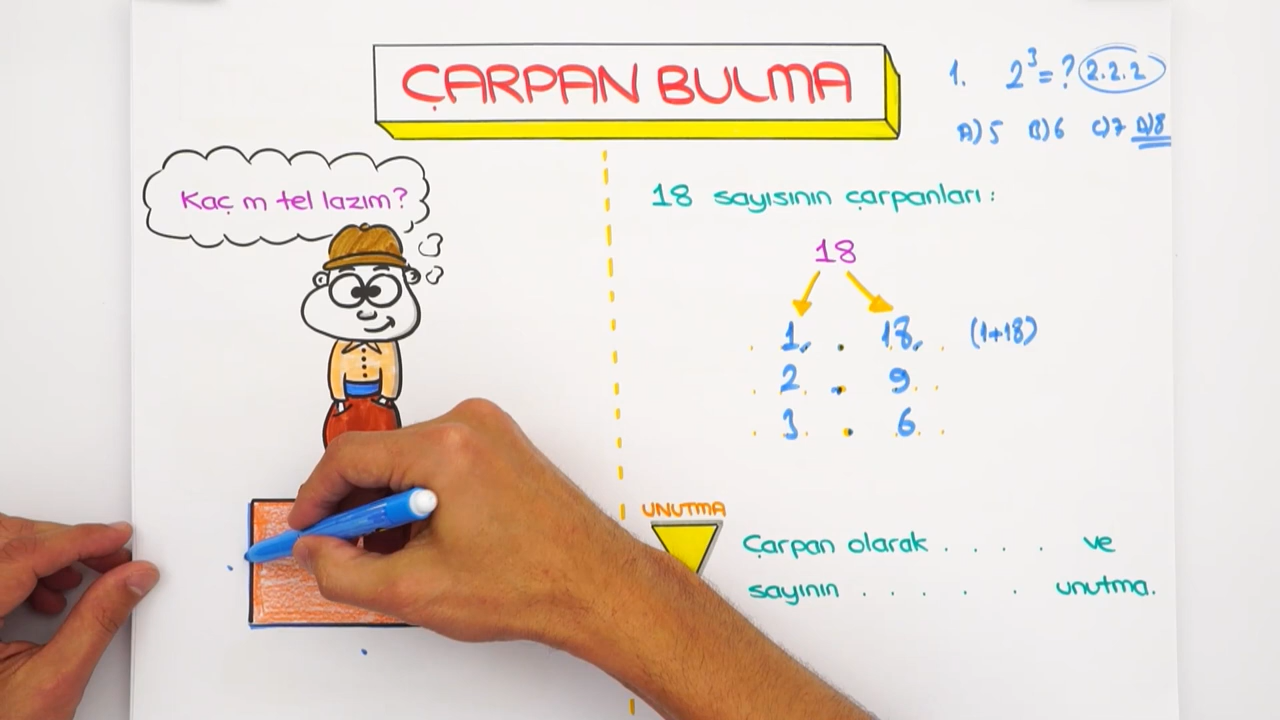 ÇARPAN BULMA
1. 2³=? 2.2.2
A) 5 B) 6 C) 7 D) 8
Kaç m tel lazım?
18 sayısının çarpanları:
18
1 . 18 (1+18)
2 . 9
3 . 6
UNUTMA
Çarpan olarak . . . . ve
sayının . . . . . unutma.